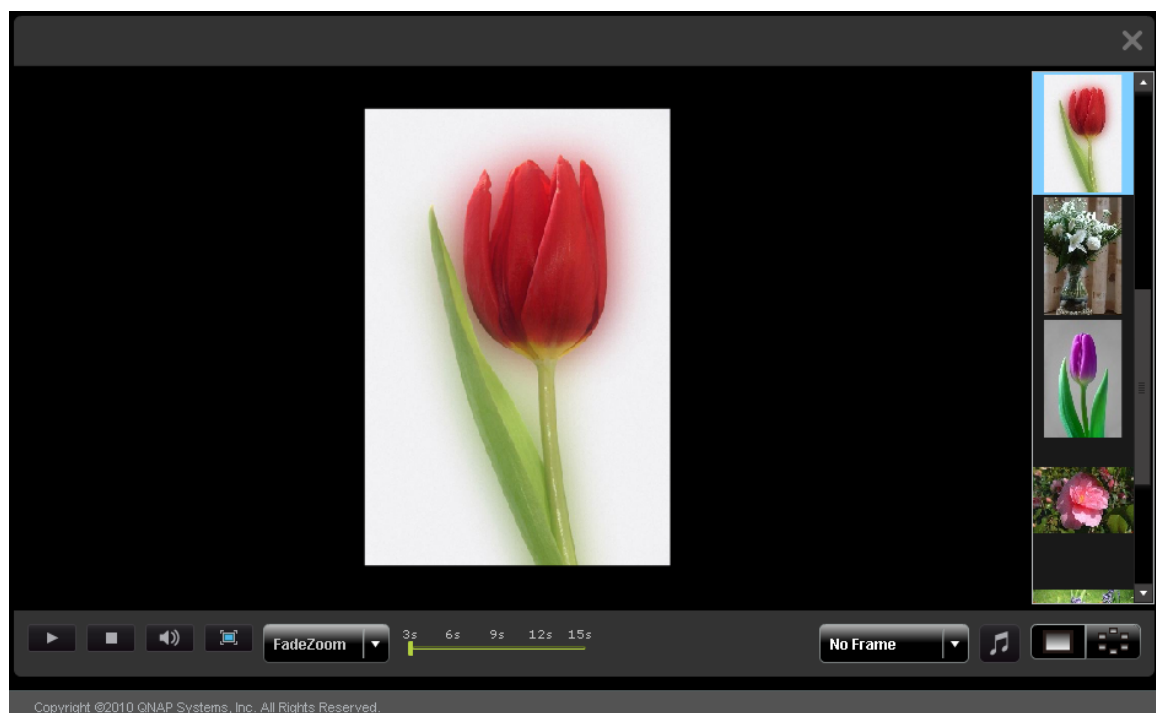 FadeZoom
3s 6s 9s 12s 15s
No Frame
Copyright ©2010 QNAP Systems, Inc. All Rights Reserved.